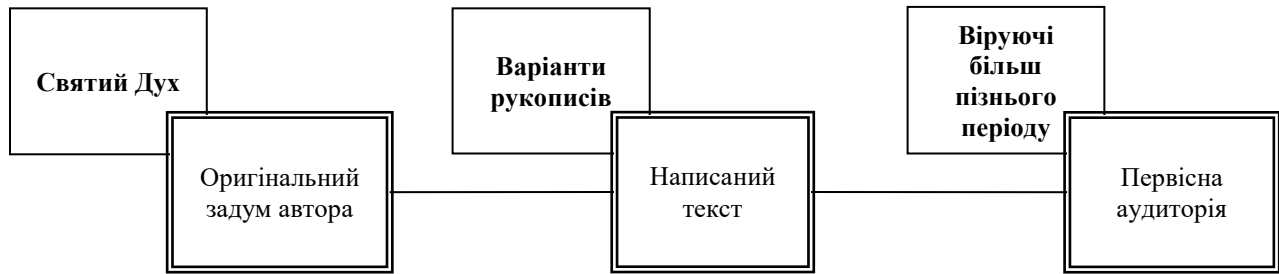 Святий Дух
Варіанти
рукописів
Віруючі
більш
пізнього
періоду
Оригінальний
задум автора
Написаний
текст
Первісна
аудиторія